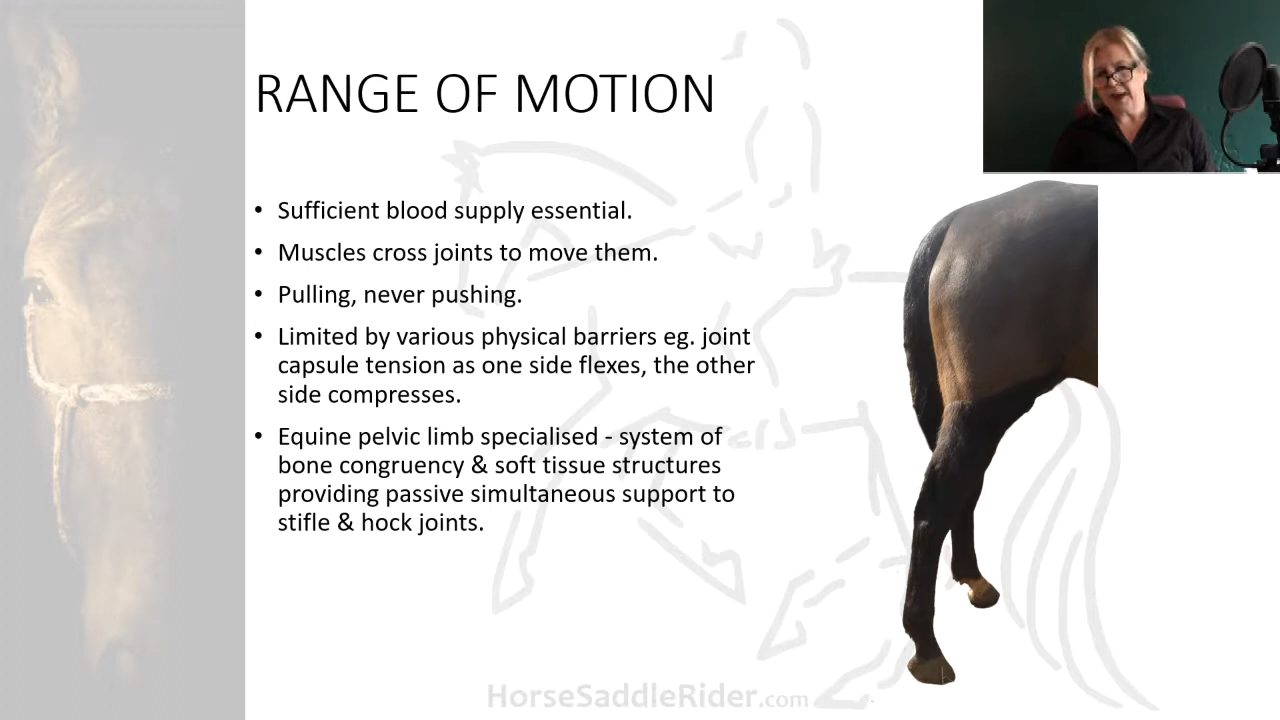 RANGE OF MOTION
• Sufficient blood supply essential.
• Muscles cross joints to move them.
• Pulling, never pushing.
• Limited by various physical barriers eg. joint
capsule tension as one side flexes, the other
side compresses.
• Equine pelvic limb specialised - system of
bone congruency & soft tissue structures
providing passive simultaneous support to
stifle & hock joints.
HorseSaddleRider.com